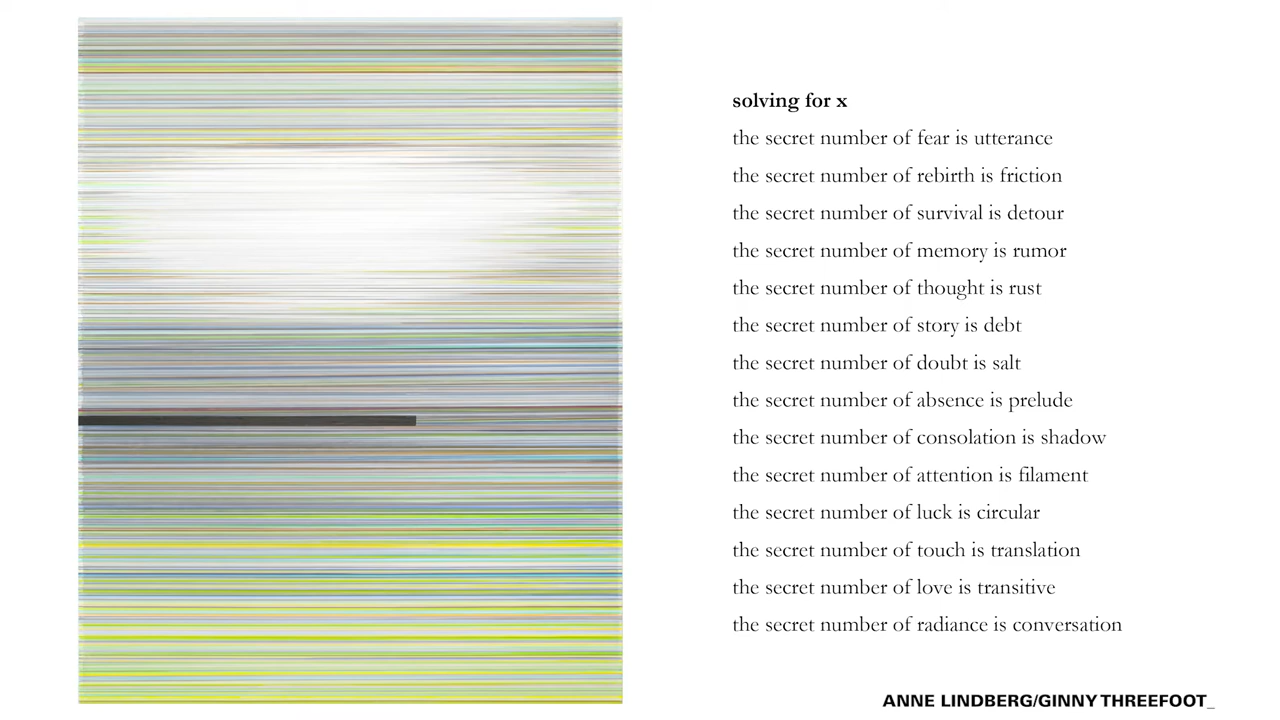 solving for x
the secret number of fear is utterance
the secret number of rebirth is friction
the secret number of survival is detour
the secret number of memory is rumor
the secret number of thought is rust
the secret number of story is debt
the secret number of doubt is salt
the secret number of absence is prelude
the secret number of consolation is shadow
the secret number of attention is filament
the secret number of luck is circular
the secret number of touch is translation
the secret number of love is transitive
the secret number of radiance is conversation
ANNE LINDBERG/GINNY THREEFOOT_